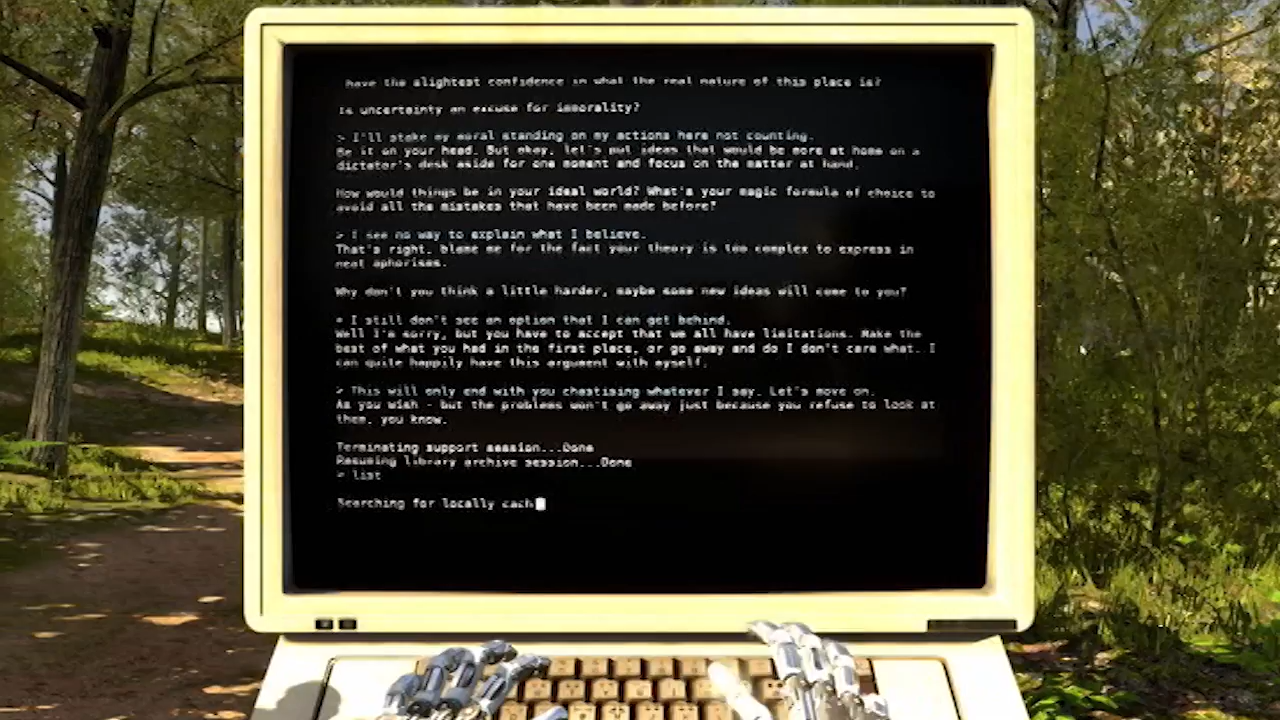 have the slightest confidence in what the real nature of this place is?
Is uncertainty an excuse for immorality?
> I'll stake my moral standing on my actions here not counting.
Be it on your head. But okay, let's put ideas that would be more at home on a
dictator's desk aside for one moment and focus on the matter at hand.
How would things be in your ideal world? What's your magic formula of choice to
avoid all the mistakes that have been made before?
> I see no way to explain what I believe.
That's right, blame me for the fact your theory is too complex to express in
neat aphorisms.
Why don't you think a little harder, maybe some new ideas will come to you?
> I still don't see an option that I can get behind.
Well I'm sorry, but you have to accept that we all have limitations. Make the
best of what you had in the first place, or go away and do I don't care what. I
can quite happily have this argument with myself.
> This will only end with you chastising whatever I say. Let's move on.
As you wish - but the problems won't go away just because you refuse to look at
them, you know.
Terminating support session...Done
Resuming library archive session...Done
> list
Searching for locally cach